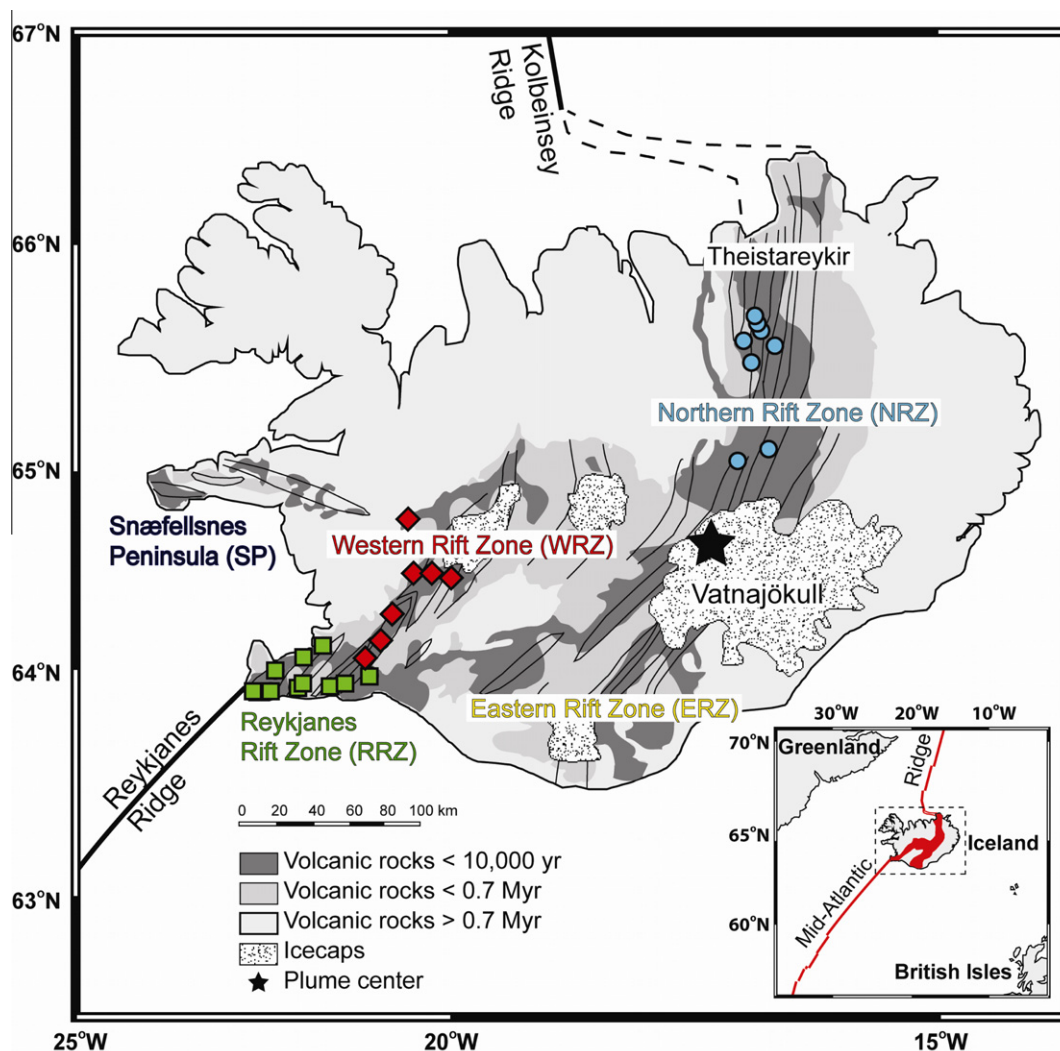 67°N
66°N
65°N
64°N
63°N
25°W
20°W
15°W
Kolbeinsey
Ridge
Theistareykir
Northern Rift Zone (NRZ)
Snæfellsnes
Peninsula (SP)
Western Rift Zone (WRZ)
Vatnajökull
Eastern Rift Zone (ERZ)
Reykjanes
Rift Zone (RRZ)
Reykjanes
Ridge
0 20 40 60 80 100 km
Volcanic rocks < 10,000 yr
Volcanic rocks < 0.7 Myr
Volcanic rocks > 0.7 Myr
Icecaps
Plume center
30°W 20°W 10°W
70°N
65°N
60°N
Greenland
Ridge
Iceland
Mid-Atlantic
British Isles